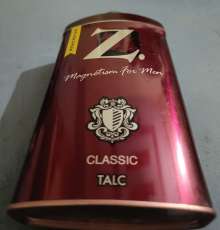 Z.
Magnetism For Men
CLASSIC
TALC